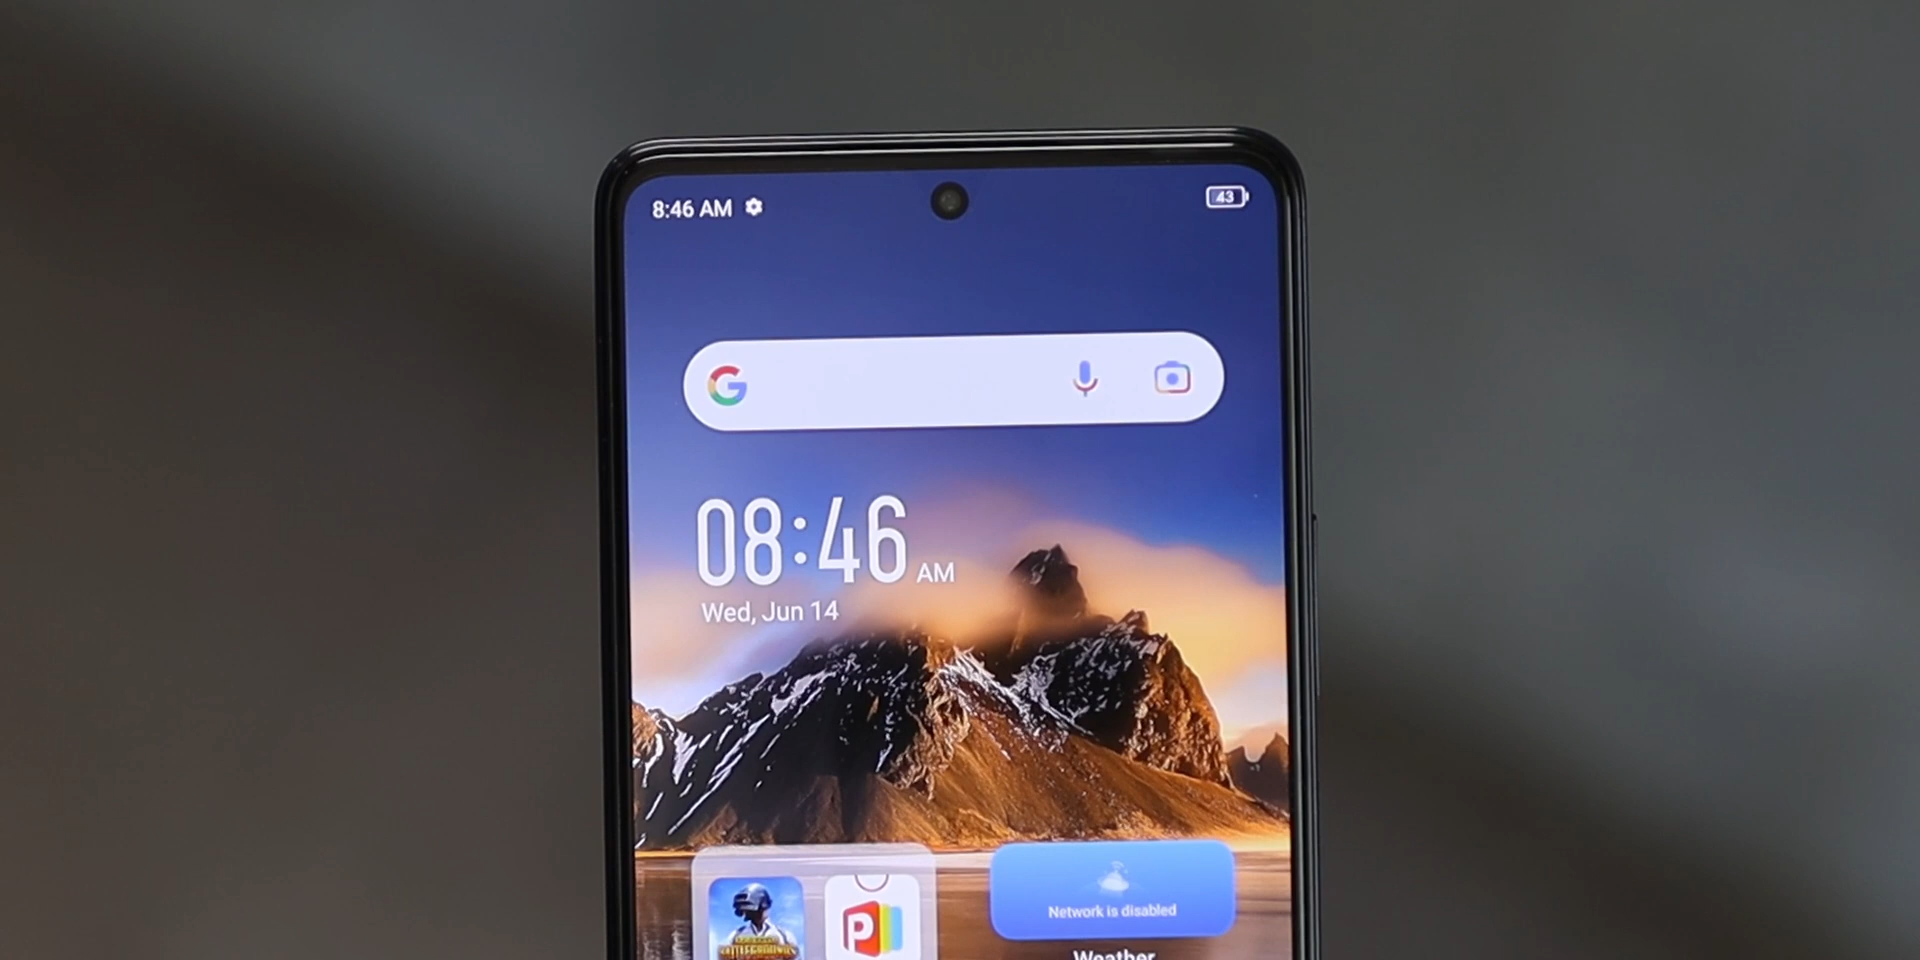 8:46 AM
43
G
08:46 AM
Wed, Jun 14
P
Network is disabled
Weather